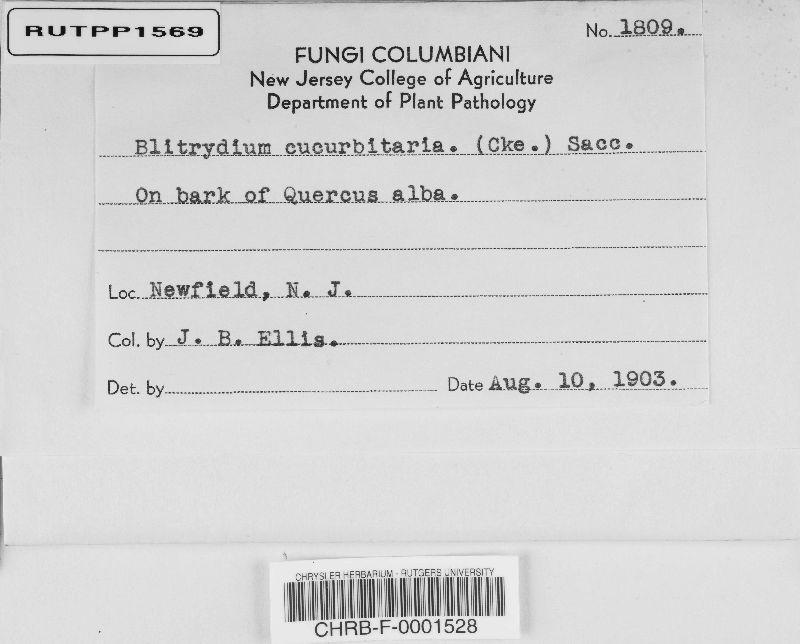 RUTPP1569
No. 1809.
FUNGI COLUMBIANI
New Jersey College of Agriculture
Department of Plant Pathology
Blitrydium cucurbitaria. (Cke.) Sacc.
On bark of Quercus alba.
Loc. Newfield, N. J.
Col. by J. B. Ellis.
Det. by
Date Aug. 10, 1903.
CHRYSLER HERBARIUM - RUTGERS UNIVERSITY
CHRB-F-0001528